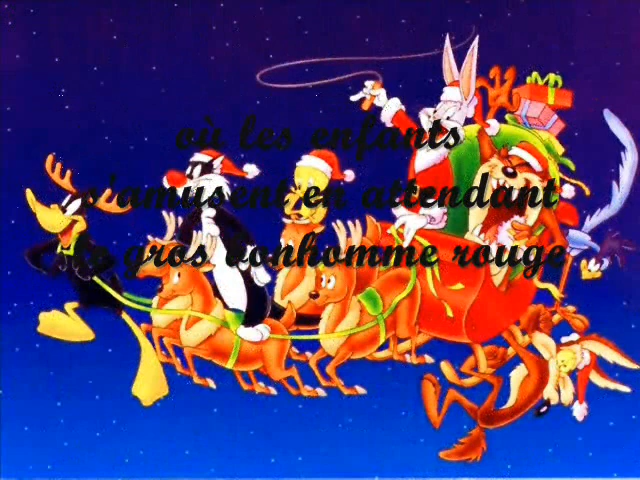 où les enfants
s'amusent en attendant
le gros bonhomme rouge